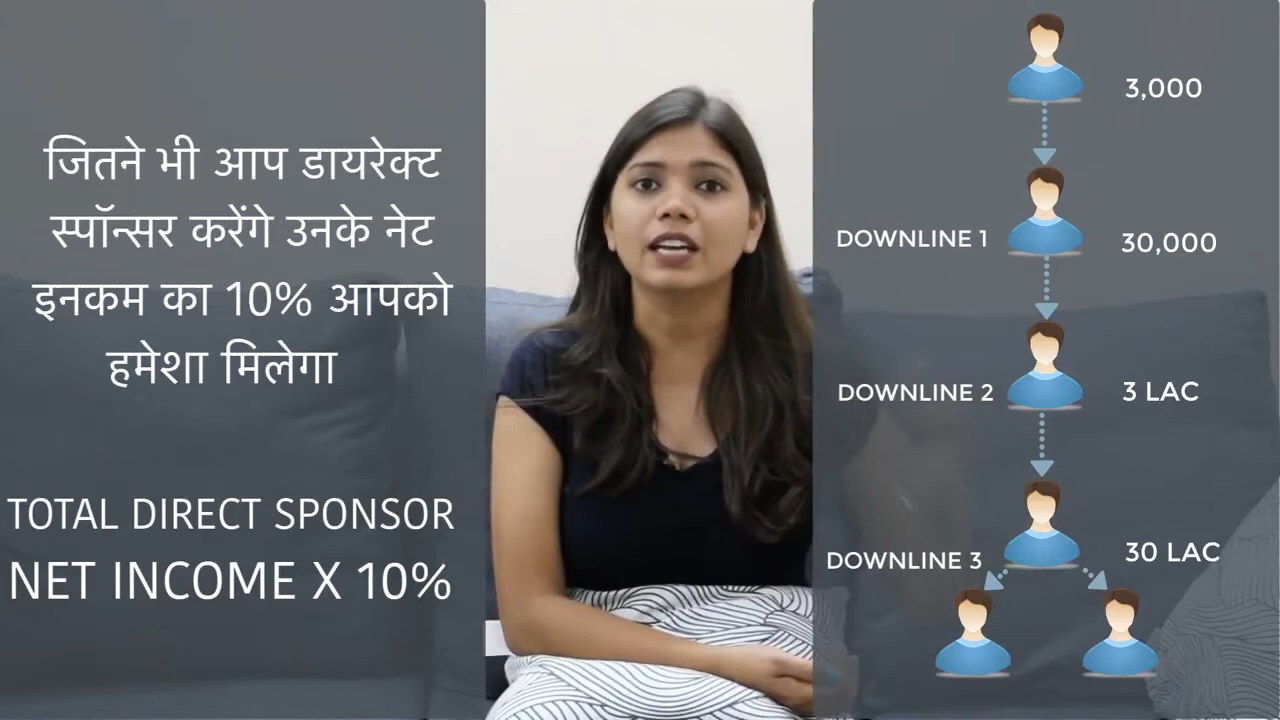 जितने भी आप डायरेक्ट
स्पॉन्सर करेंगे उनके नेट
इनकम का 10% आपको
हमेशा मिलेगा
TOTAL DIRECT SPONSOR
NET INCOME X 10%
3,000
DOWNLINE 1 30,000
DOWNLINE 2 3 LAC
DOWNLINE 3 30 LAC